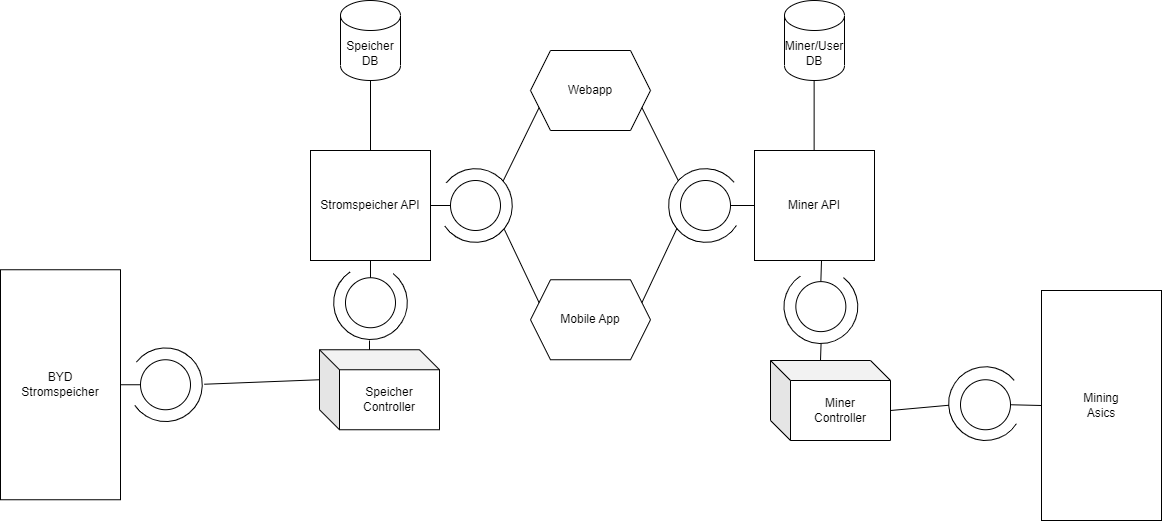 Speicher
DB
Miner/User
DB
Webapp
Stromspeicher API
Miner API
Mobile App
BYD
Stromspeicher
Speicher
Controller
Miner
Controller
Mining
Asics